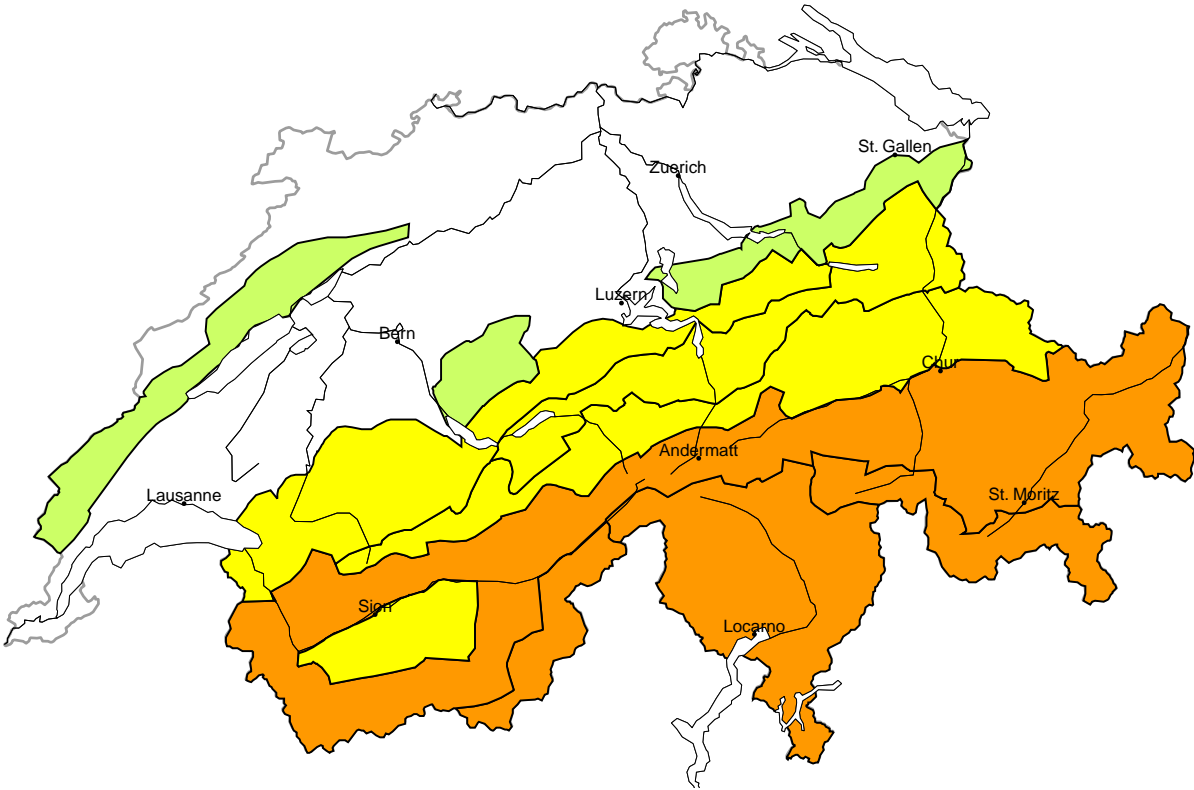 St. Gallen
Zuerich
Luzern
Bern
Chur
Andermatt
Lausanne
St. Moritz
Sion
Locarno